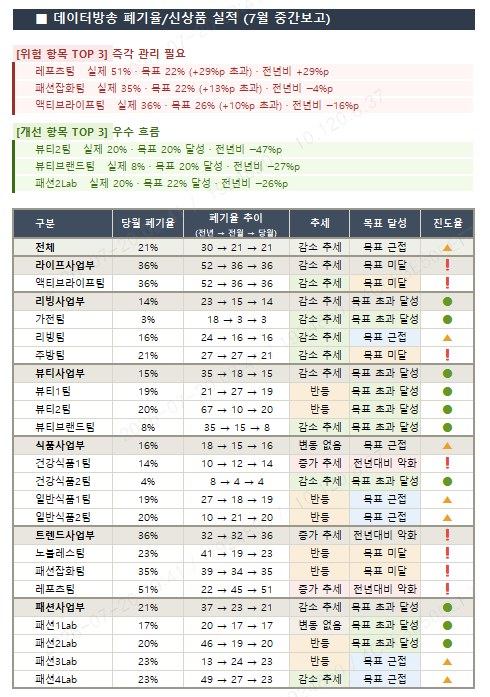 ■ 데이터방송 폐기율/신상품 실적 (7월 중간보고)
[위험 항목 TOP 3] 즉각 관리 필요
레포츠팀 실제 51% · 목표 22% (+29%p 초과) · 전년비 +29%p
패션잡화팀 실제 35% · 목표 22% (+13%p 초과) · 전년비 −4%p
액티브라이프팀 실제 36% · 목표 26% (+10%p 초과) · 전년비 −16%p
[개선 항목 TOP 3] 우수 흐름
뷰티2팀 실제 20% · 목표 20% 달성 · 전년비 −47%p
뷰티브랜드팀 실제 8% · 목표 20% 달성 · 전년비 −27%p
패션2Lab 실제 20% · 목표 22% 달성 · 전년비 −26%p
구분 당월 폐기율 폐기율 추이 추세 목표 달성 진도율
(전년 → 전월 → 당월)
전체 21% 30 → 21 → 21 감소 추세 목표 근접 ▲
라이프사업부 36% 52 → 36 → 36 감소 추세 목표 미달 ❗
액티브라이프팀 36% 52 → 36 → 36 감소 추세 목표 미달 ❗
리빙사업부 14% 23 → 15 → 14 감소 추세 목표 초과 달성 ●
가전팀 3% 18 → 3 → 3 감소 추세 목표 초과 달성 ●
리빙팀 16% 24 → 16 → 16 감소 추세 목표 근접 ▲
주방팀 21% 27 → 27 → 21 감소 추세 목표 미달 ❗
뷰티사업부 15% 35 → 18 → 15 감소 추세 목표 초과 달성 ●
뷰티1팀 19% 21 → 27 → 19 반등 목표 초과 달성 ●
뷰티2팀 20% 67 → 10 → 20 반등 목표 초과 달성 ●
뷰티브랜드팀 8% 35 → 15 → 8 감소 추세 목표 초과 달성 ●
식품사업부 16% 18 → 15 → 16 변동 없음 목표 근접 ▲
건강식품1팀 14% 10 → 12 → 14 증가 추세 전년대비 악화 ❗
건강식품2팀 4% 8 → 4 → 4 감소 추세 목표 초과 달성 ●
일반식품1팀 19% 27 → 18 → 19 반등 목표 근접 ▲
일반식품2팀 20% 10 → 21 → 20 반등 목표 근접 ▲
트렌드사업부 36% 32 → 32 → 36 증가 추세 전년대비 악화 ❗
노블레스팀 23% 41 → 19 → 23 반등 목표 미달 ❗
패션잡화팀 35% 39 → 34 → 35 반등 목표 미달 ❗
레포츠팀 51% 22 → 45 → 51 증가 추세 전년대비 악화 ❗
패션사업부 21% 37 → 23 → 21 감소 추세 목표 초과 달성 ●
패션1Lab 17% 20 → 17 → 17 변동 없음 목표 초과 달성 ●
패션2Lab 20% 46 → 19 → 20 반등 목표 초과 달성 ●
패션3Lab 23% 13 → 24 → 23 반등 목표 근접 ▲
패션4Lab 23% 49 → 27 → 23 감소 추세 목표 근접 ▲